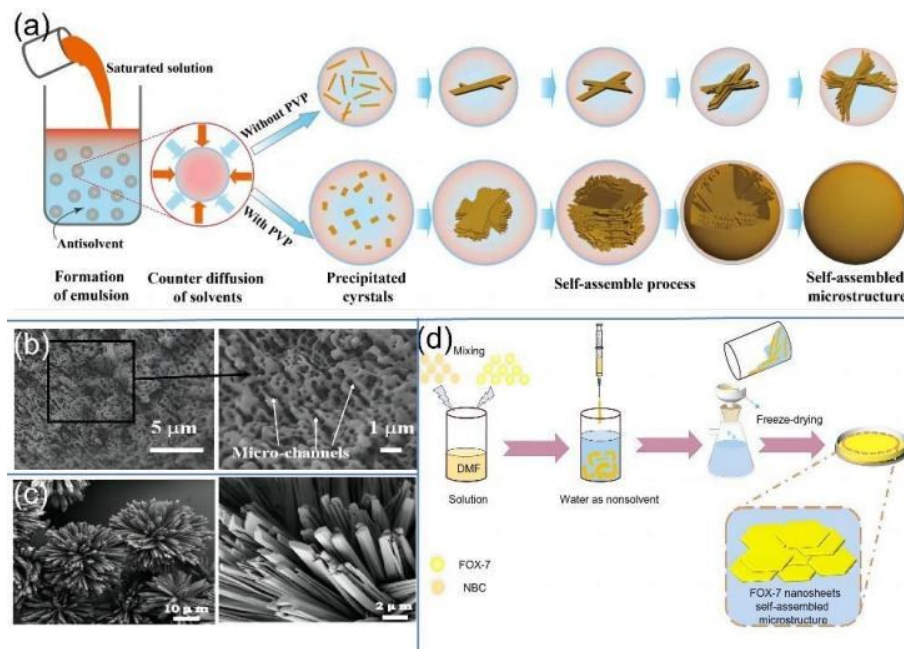 (a)
Saturated solution
Antisolvent
Formation
of emulsion
Counter diffusion
of solvents
Without PVP
With PVP
Precipitated
cyrstals
Self-assemble process
Self-assembled
microstructure
(b)
5 μm
Micro-channels
1 μm
(c)
10 μm
2 μm
(d)
Mixing
DMF
Solution
Water as nonsolvent
Freeze-drying
FOX-7
NBC
FOX-7 nanosheets
self-assembled
microstructure